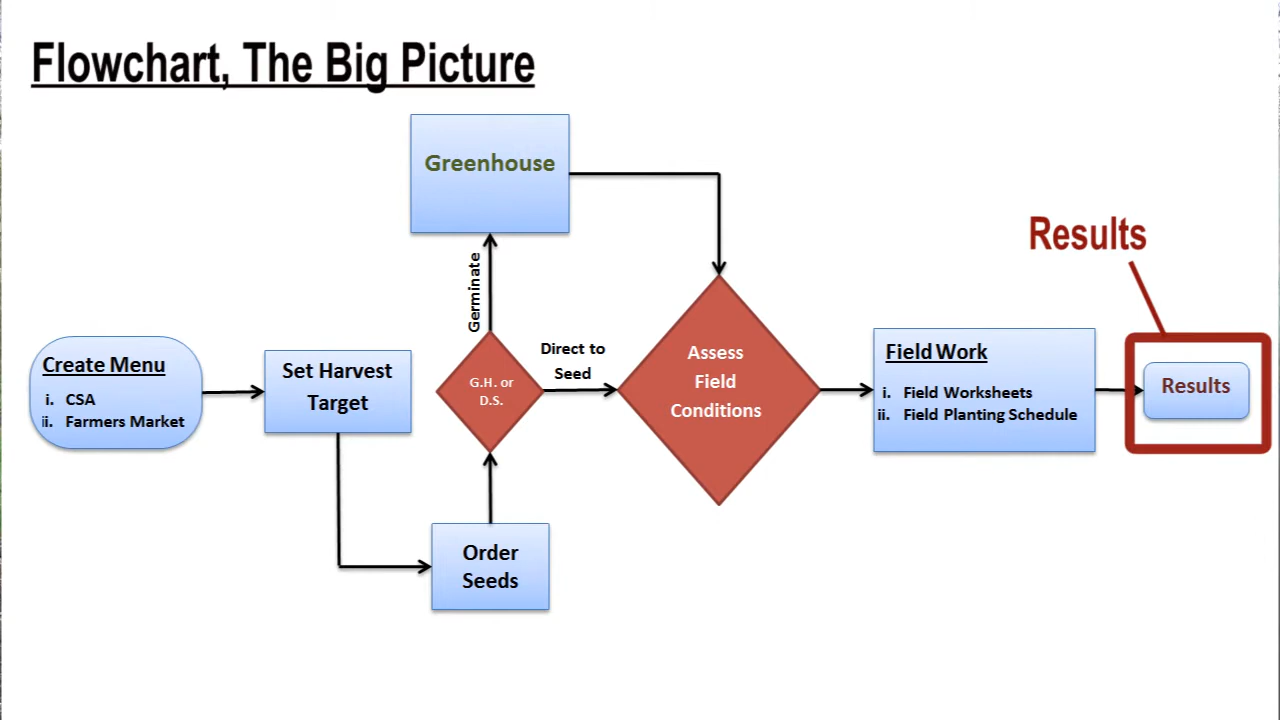 Flowchart, The Big Picture
Greenhouse
Results
Germinate
Create Menu
i. CSA
ii. Farmers Market
Set Harvest
Target
G.H. or
D.S.
Direct to
Seed
Assess
Field
Conditions
Field Work
i. Field Worksheets
ii. Field Planting Schedule
Results
Order
Seeds